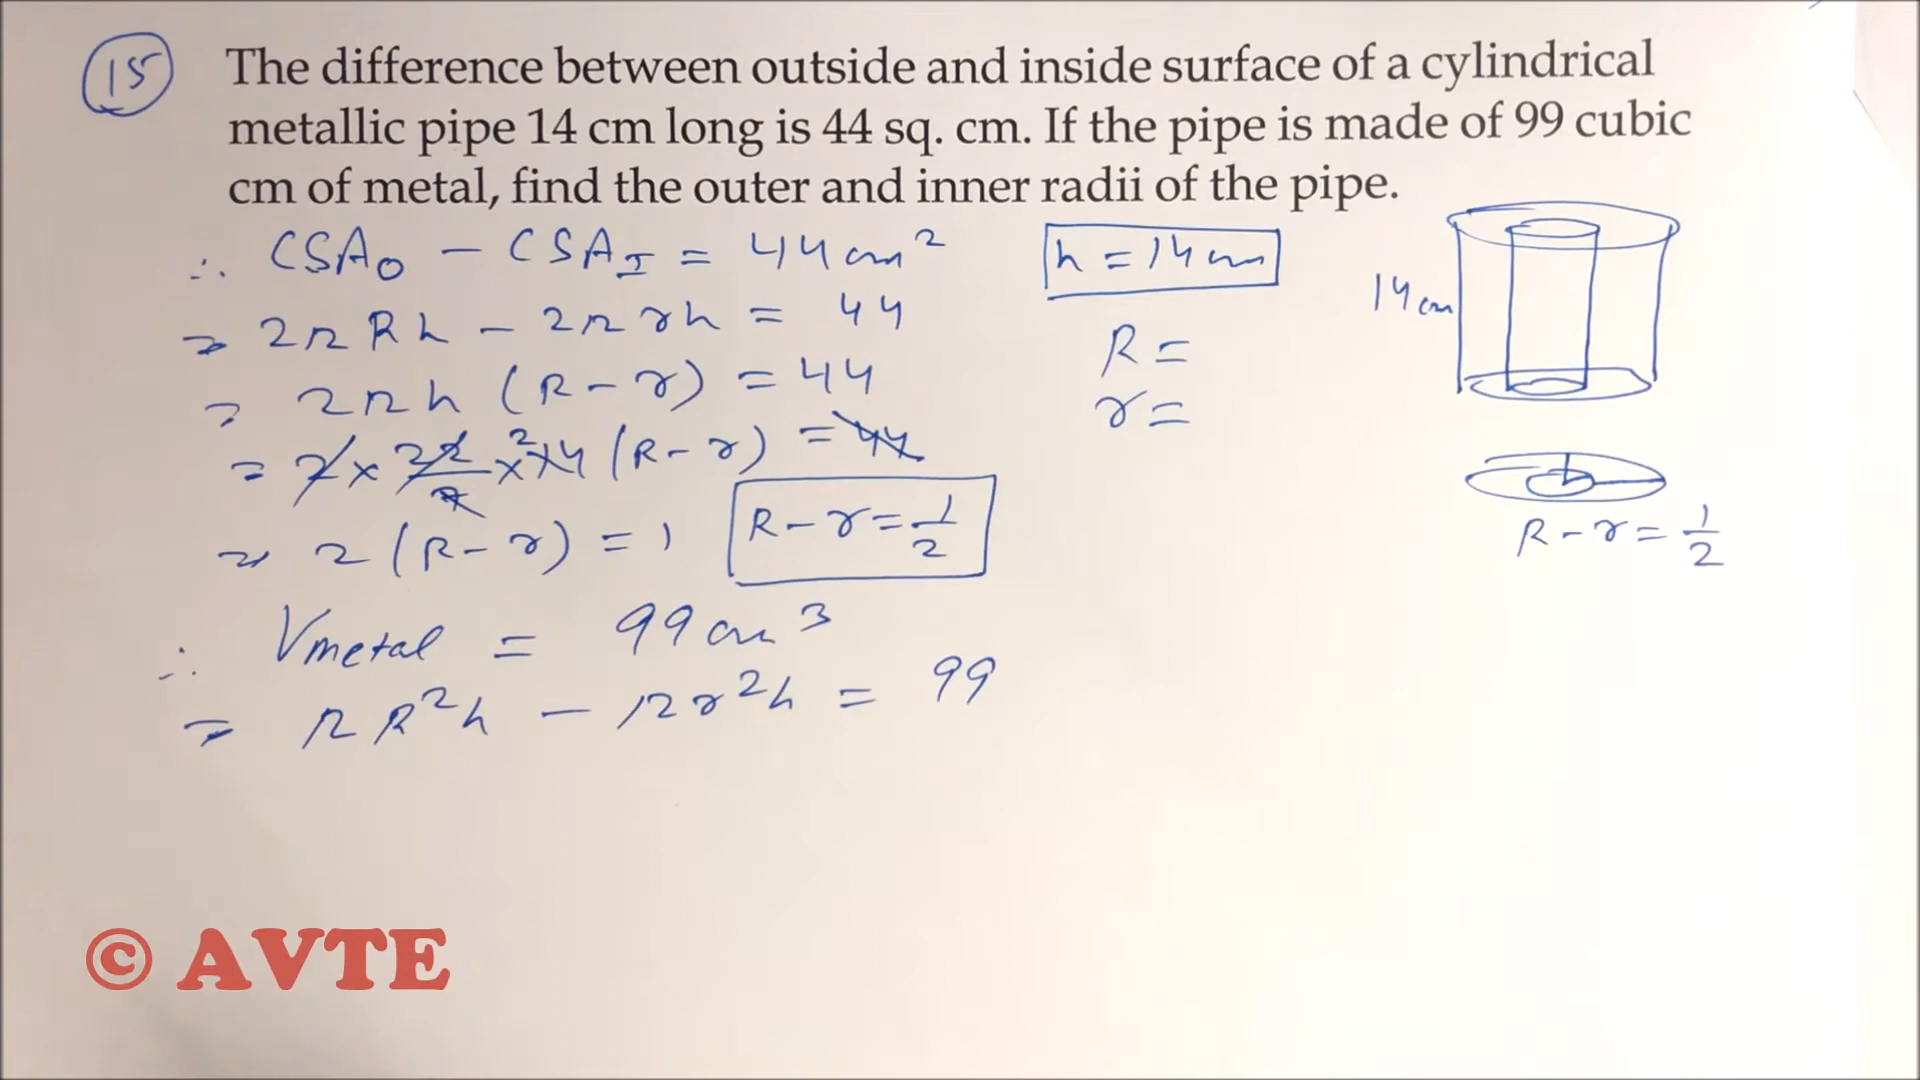 15 The difference between outside and inside surface of a cylindrical
metallic pipe 14 cm long is 44 sq. cm. If the pipe is made of 99 cubic
cm of metal, find the outer and inner radii of the pipe.
∴ CSA₀ − CSA_I = 44 cm²
h = 14 cm
14 cm
⇒ 2πRh − 2πrh = 44
R =
⇒ 2πh (R − r) = 44
r =
= 2 × 22/7 × 14 2 (R − r) = 44
⇒ 2 (R − r) = 1
R − r = 1/2
R − r = 1/2
∴ Vmetal = 99 cm³
⇒ πR²h − πr²h = 99
© AVTE